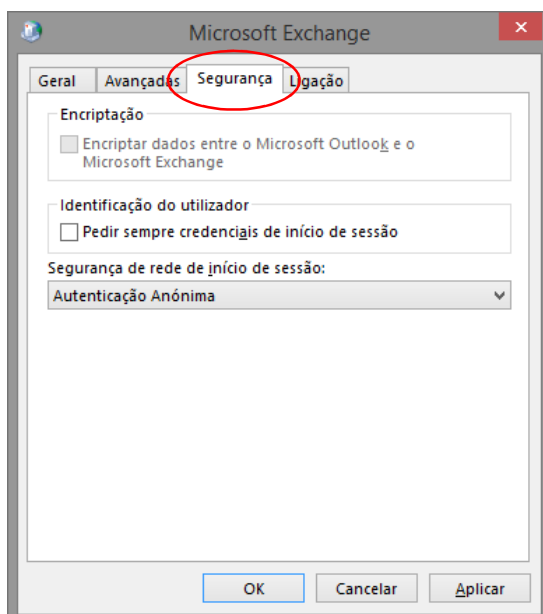 Microsoft Exchange
Geral Avançadas Segurança Ligação
Encriptação
Encriptar dados entre o Microsoft Outlook e o
Microsoft Exchange
Identificação do utilizador
Pedir sempre credenciais de início de sessão
Segurança de rede de início de sessão:
Autenticação Anónima
OK Cancelar Aplicar